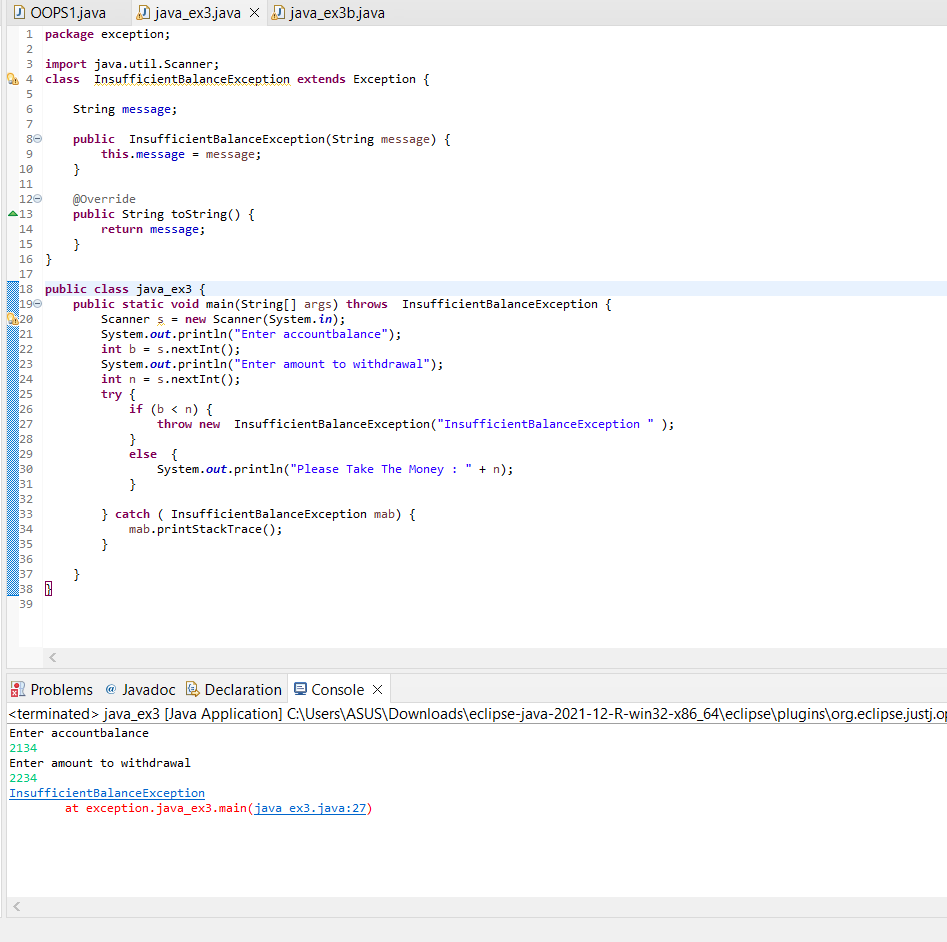 OOPS1.java java_ex3.java java_ex3b.java
1 package exception;
2
3 import java.util.Scanner;
4 class  InsufficientBalanceException extends Exception {
5
6     String message;
7
8     public  InsufficientBalanceException(String message) {
9         this.message = message;
10     }
11
12     @Override
13     public String toString() {
14         return message;
15     }
16 }
17
18 public class java_ex3 {
19     public static void main(String[] args) throws  InsufficientBalanceException {
20         Scanner s = new Scanner(System.in);
21         System.out.println("Enter accountbalance");
22         int b = s.nextInt();
23         System.out.println("Enter amount to withdrawal");
24         int n = s.nextInt();
25         try {
26             if (b < n) {
27                 throw new  InsufficientBalanceException("InsufficientBalanceException " );
28             }
29             else  {
30                 System.out.println("Please Take The Money : " + n);
31             }
32
33         } catch ( InsufficientBalanceException mab) {
34             mab.printStackTrace();
35         }
36
37     }
38 }
39
Problems @ Javadoc Declaration Console
<terminated> java_ex3 [Java Application] C:\Users\ASUS\Downloads\eclipse-java-2021-12-R-win32-x86_64\eclipse\plugins\org.eclipse.justj.op
Enter accountbalance
2134
Enter amount to withdrawal
2234
InsufficientBalanceException
        at exception.java_ex3.main(java_ex3.java:27)